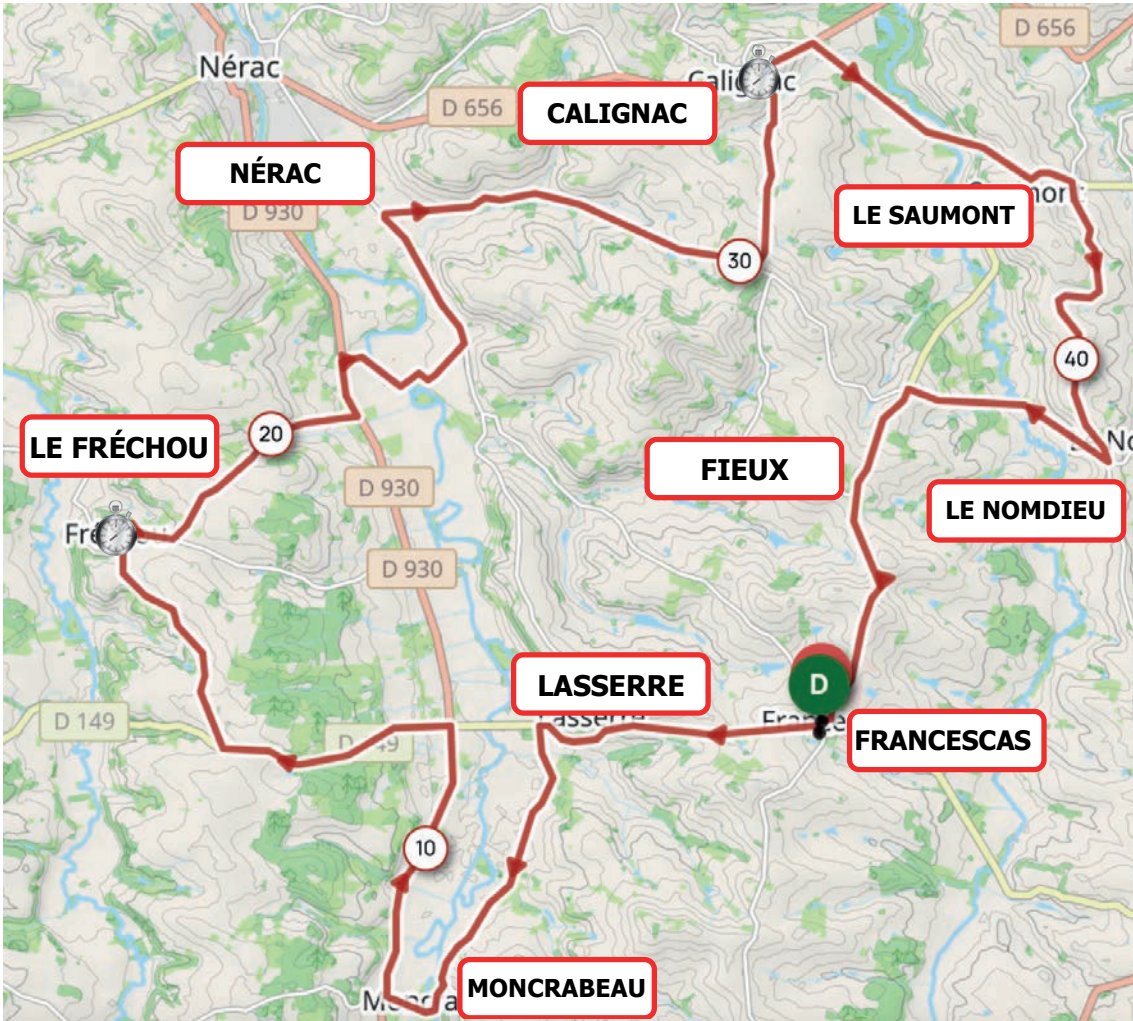 D 656
Nérac
CALIGNAC
D 656
NÉRAC
D 930
LE SAUMONT
30
40
20
LE FRÉCHOU
FIEUX
D 930
LE NOMDIEU
D 930
D
LASSERRE
D 149
FRANCESCAS
10
MONCRABEAU